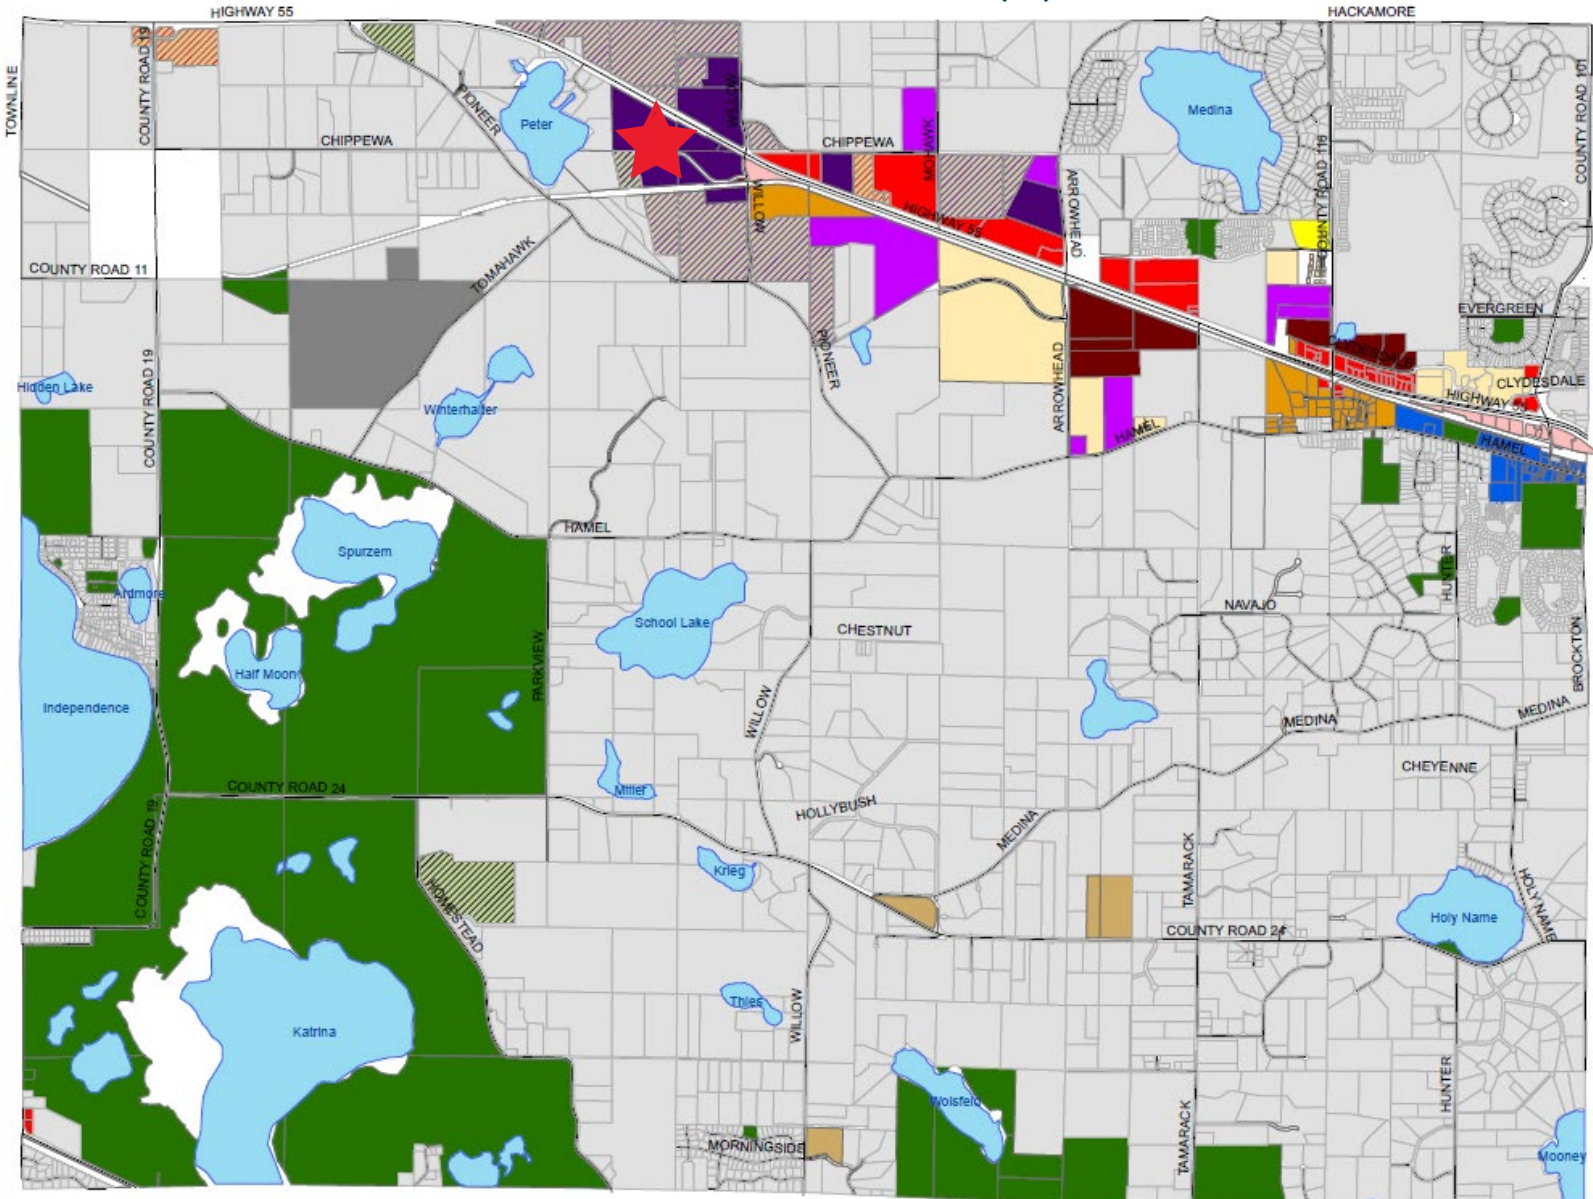 HIGHWAY 55
HACKAMORE
TOWNLINE
COUNTY ROAD 19
PIONEER
Peter
WILLOW
Medina
COUNTY ROAD 101
CHIPPEWA
CHIPPEWA
MOHAWK
COUNTY ROAD 116
ARROWHEAD
WILLOW
HIGHWAY 55
TOMAHAWK
COUNTY ROAD 11
EVERGREEN
PIONEER
CLYDESDALE
ARROWHEAD
Hidden Lake
COUNTY ROAD 19
Winterhalter
CLYDESDALE
HIGHWAY 55
HAMEL
HAMEL
HAMEL
Spurzem
Ardmore
HUNTER
NAVAJO
School Lake
CHESTNUT
Half Moon
PARKVIEW
BROCKTON
Independence
WILLOW
MEDINA
MEDINA
CHEYENNE
COUNTY ROAD 24
Miller
HOLLYBUSH
MEDINA
COUNTY ROAD 19
Krieg
TAMARACK
HOMESTEAD
HOLY NAME
Holy Name
COUNTY ROAD 24
Thies
WILLOW
Katrina
Wolsfeld
HUNTER
MORNINGSIDE
TAMARACK
Mooney